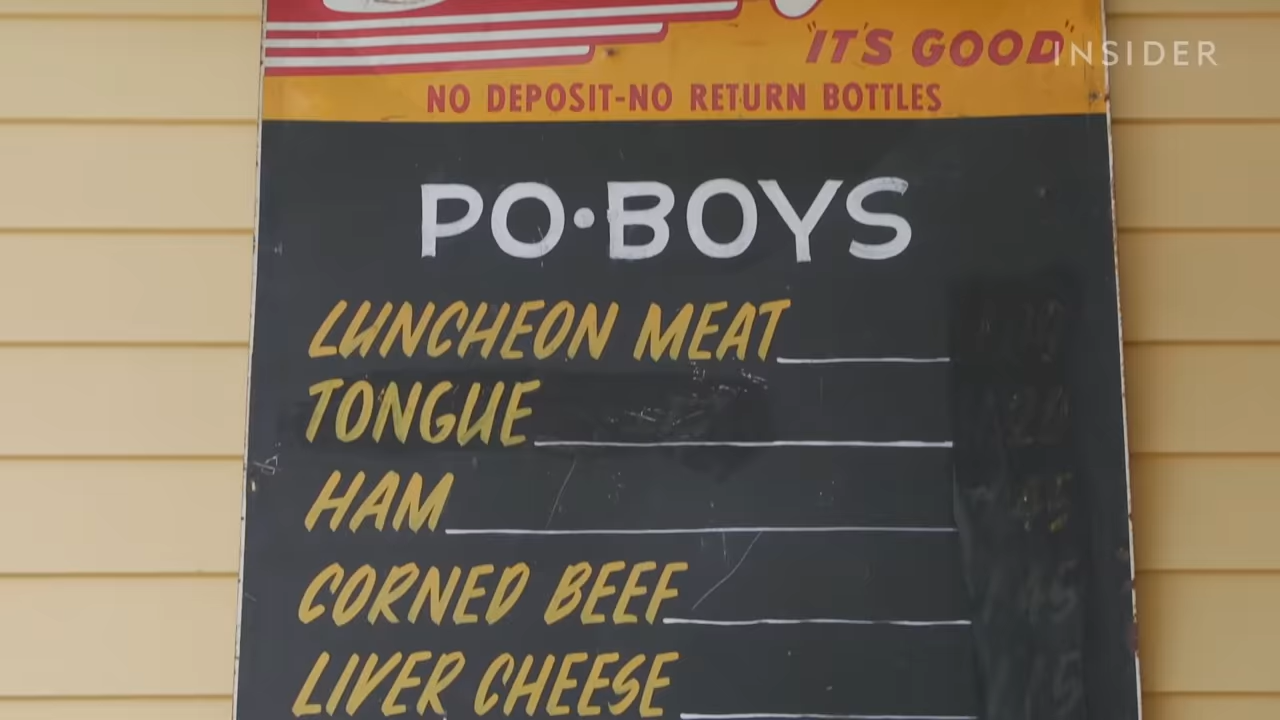 "IT'S GOOD"
INSIDER
NO DEPOSIT-NO RETURN BOTTLES
PO·BOYS
LUNCHEON MEAT
TONGUE
HAM
CORNED BEEF
LIVER CHEESE